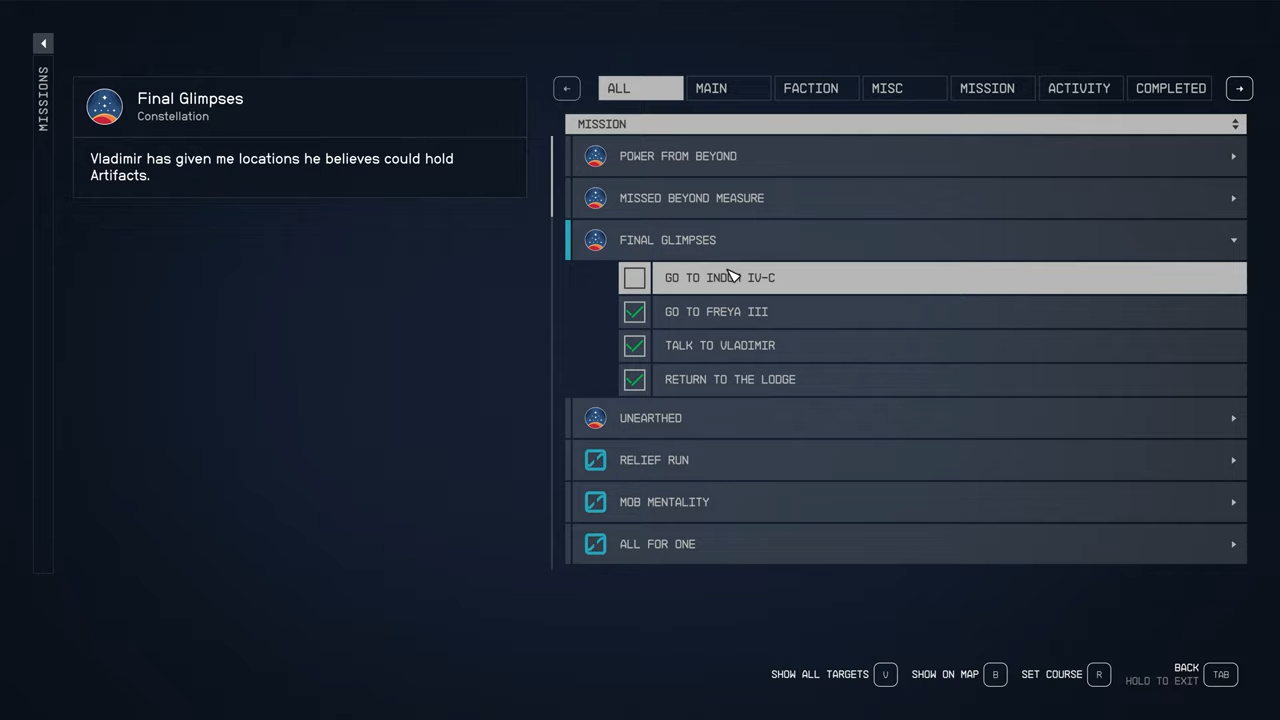 MISSIONS
Final Glimpses
Constellation
Vladimir has given me locations he believes could hold
Artifacts.
ALL
MAIN
FACTION
MISC
MISSION
ACTIVITY
COMPLETED
MISSION
POWER FROM BEYOND
MISSED BEYOND MEASURE
FINAL GLIMPSES
GO TO IV-C
GO TO FREYA III
TALK TO VLADIMIR
RETURN TO THE LODGE
UNEARTHED
RELIEF RUN
MOB MENTALITY
ALL FOR ONE
SHOW ALL TARGETS V
SHOW ON MAP B
SET COURSE R
BACK
HOLD TO EXIT
TAB